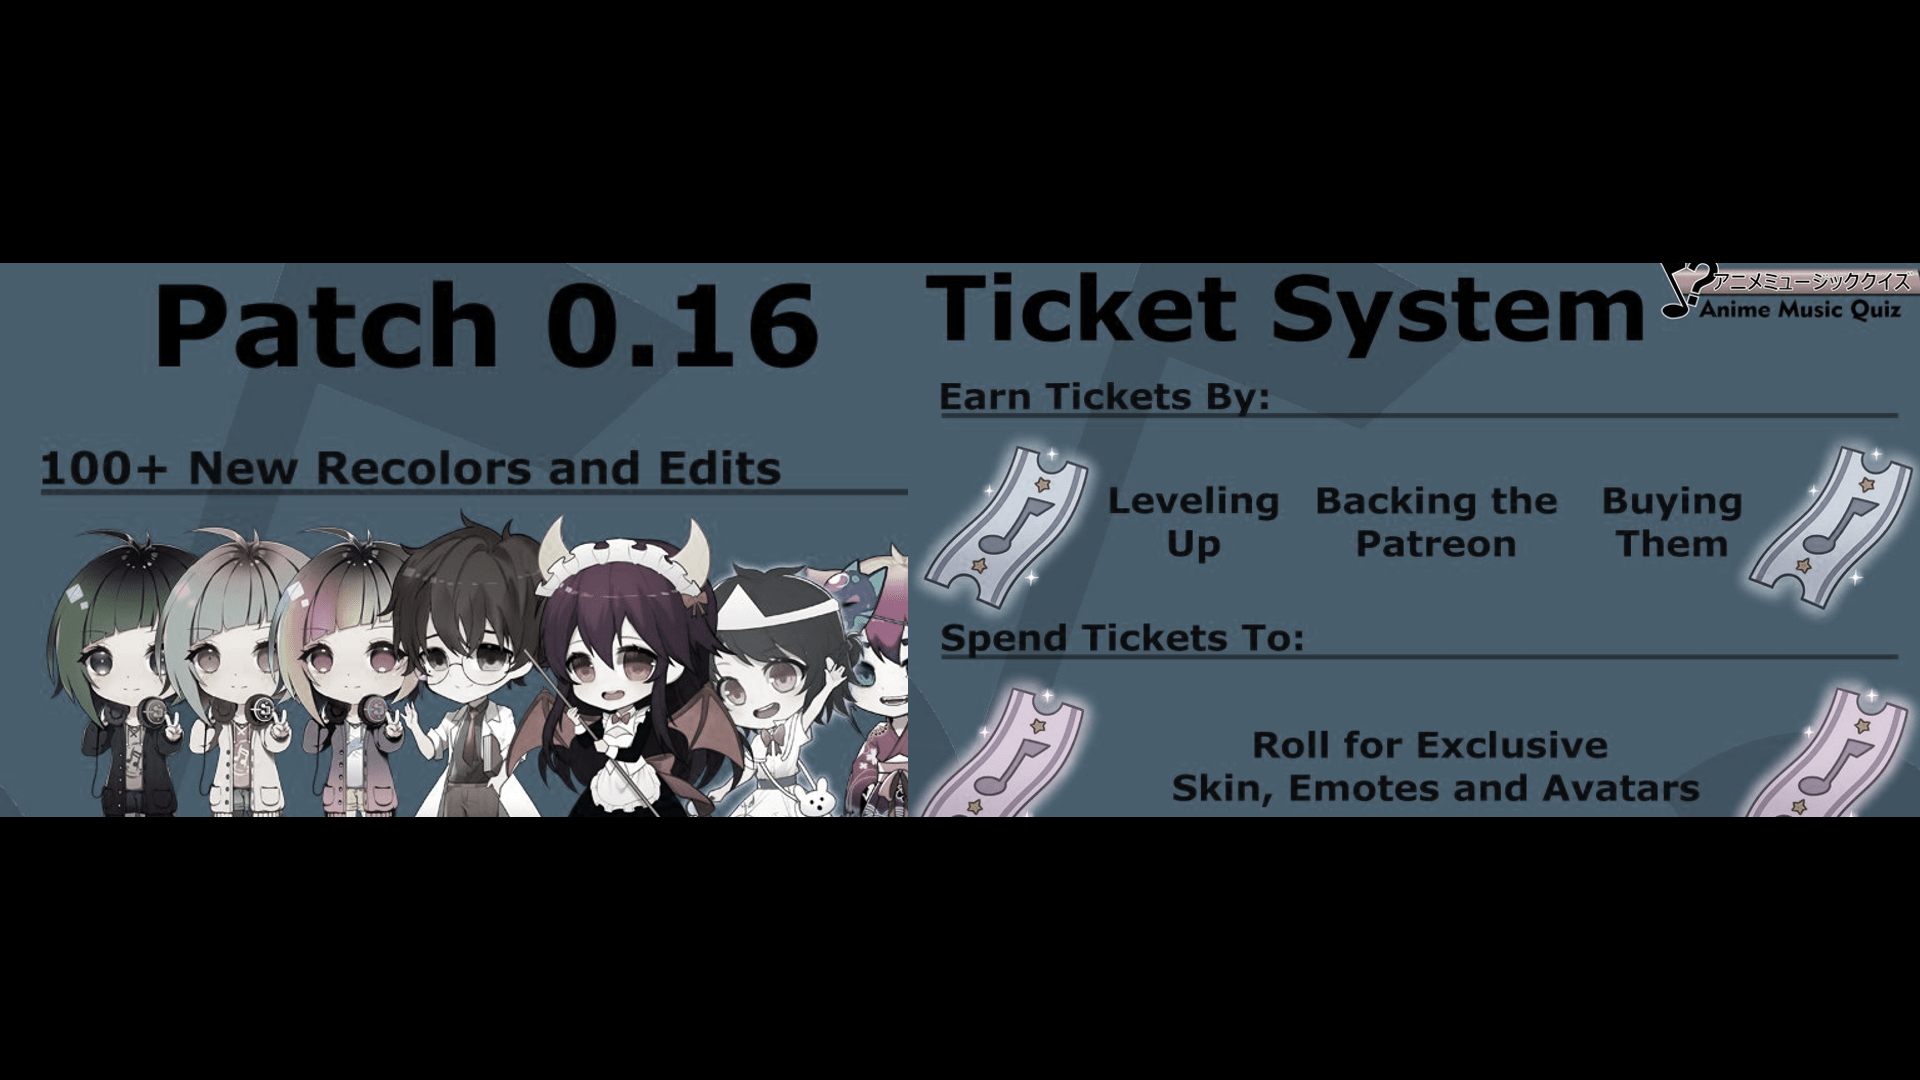 Patch 0.16
100+ New Recolors and Edits
Ticket System
アニメミュージッククイズ
Anime Music Quiz
Earn Tickets By:
Leveling Up
Backing the Patreon
Buying Them
Spend Tickets To:
Roll for Exclusive
Skin, Emotes and Avatars